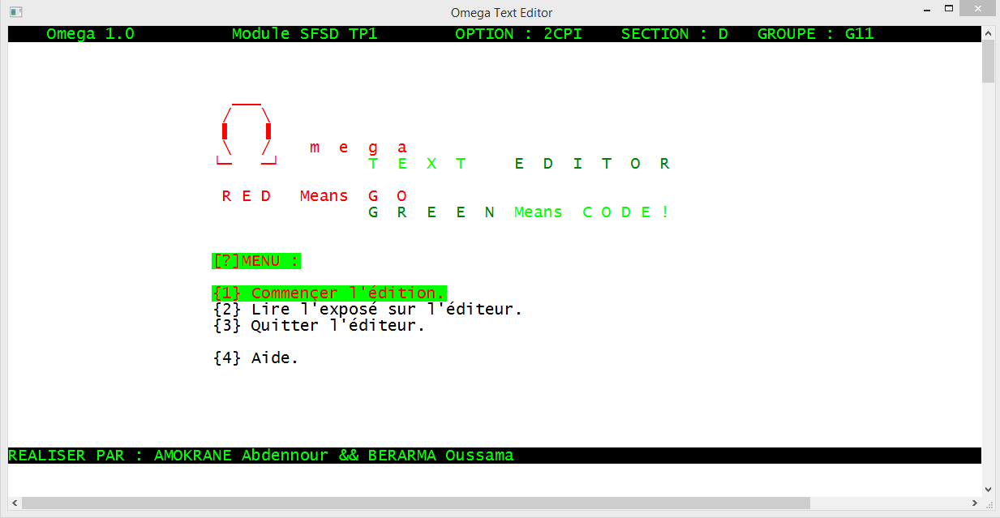 Omega Text Editor
Omega 1.0 Module SFSD TP1 OPTION : 2CPI SECTION : D GROUPE : G11
m e g a
T E X T E D I T O R
R E D Means G O
G R E E N Means C O D E !
[?]MENU :
{1} Commençer l'édition.
{2} Lire l'exposé sur l'éditeur.
{3} Quitter l'éditeur.
{4} Aide.
REALISER PAR : AMOKRANE Abdennour && BERARMA Oussama